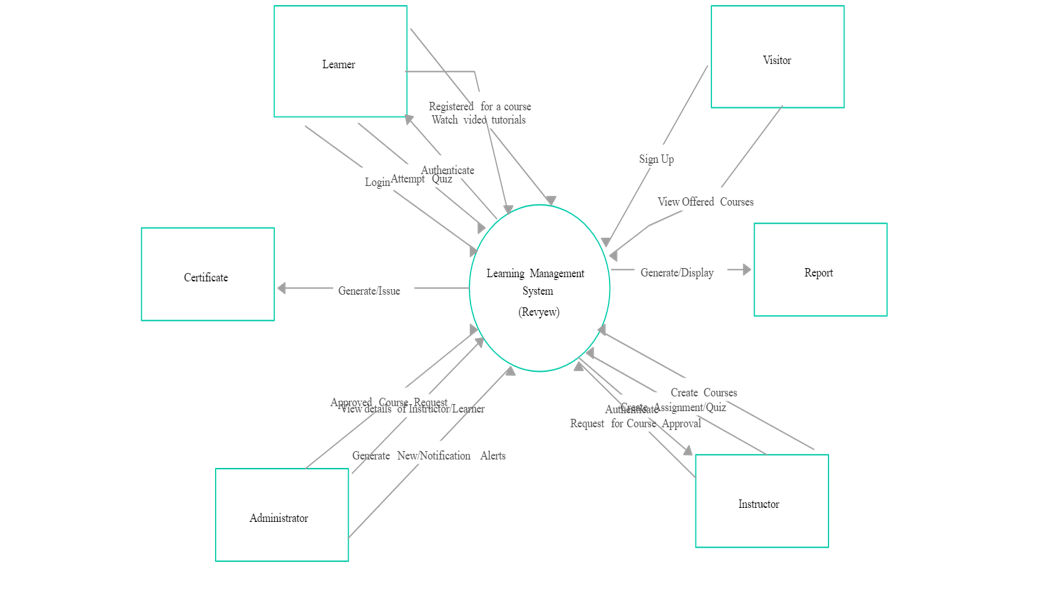 Learner
Visitor
Registered for a course
Watch video tutorials
Sign Up
Authenticate
Attempt Quiz
Login
View Offered Courses
Certificate
Generate/Issue
Learning Management
System
(Revyew)
Generate/Display
Report
Approved Course Request
View details of Instructor/Learner
Generate New/Notification Alerts
Create Courses
Create Assignment/Quiz
Authenticate
Request for Course Approval
Administrator
Instructor